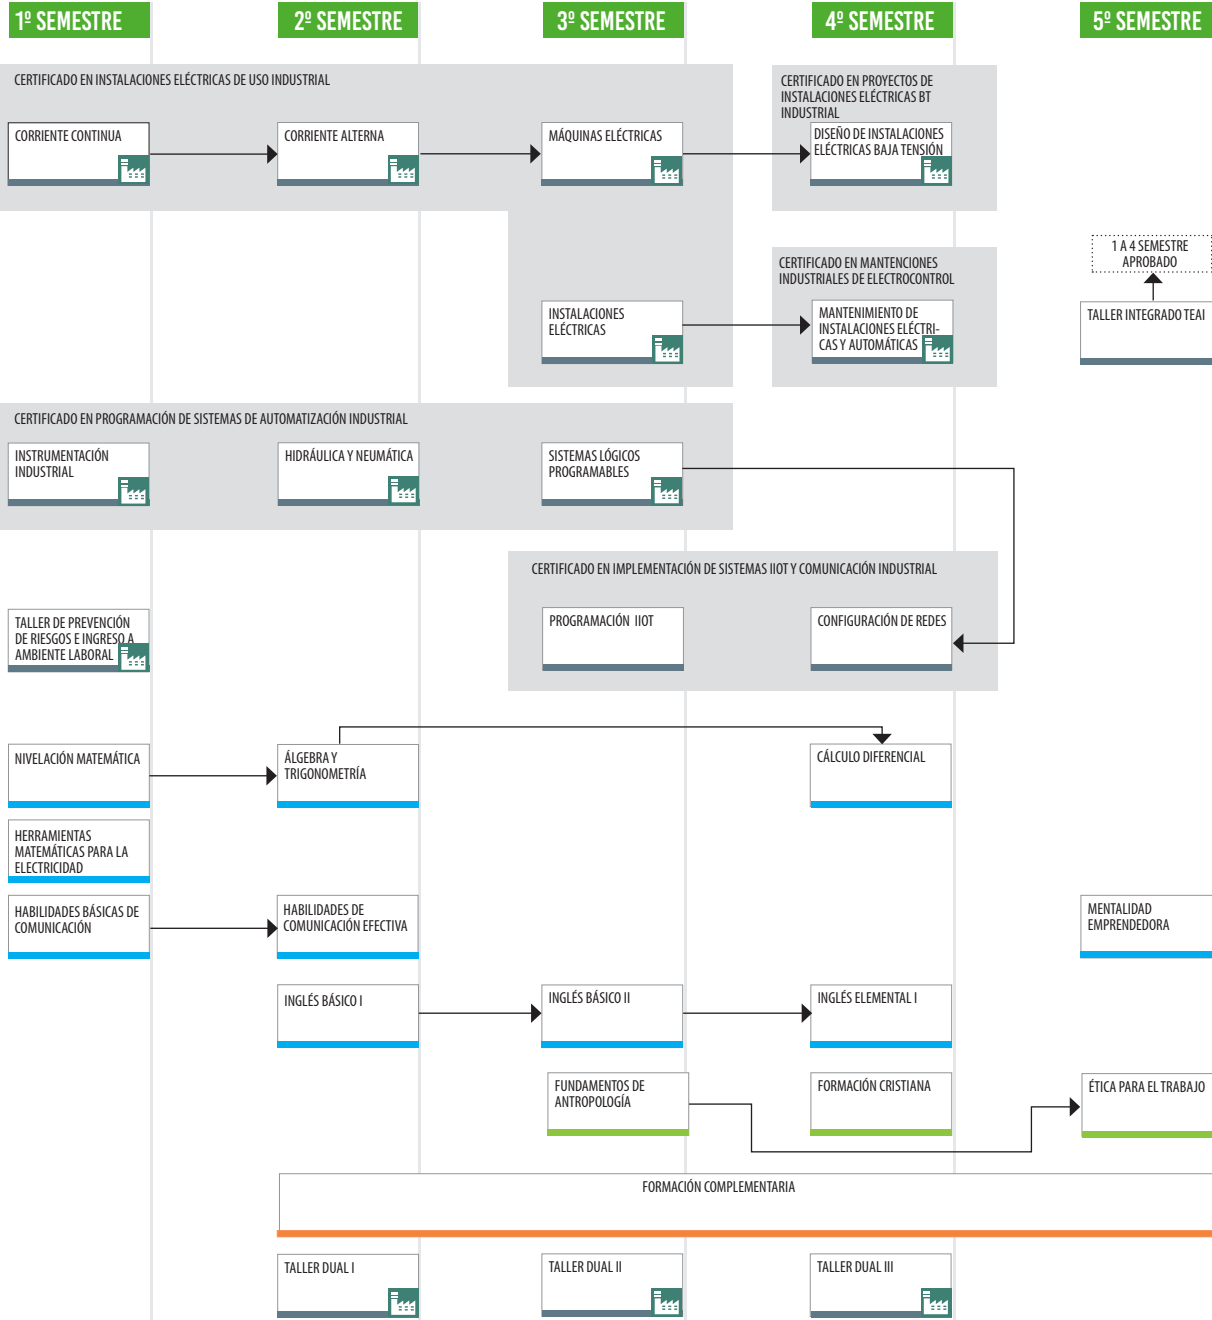 1º SEMESTRE
2º SEMESTRE
3º SEMESTRE
4º SEMESTRE
5º SEMESTRE
CERTIFICADO EN INSTALACIONES ELÉCTRICAS DE USO INDUSTRIAL
CERTIFICADO EN PROYECTOS DE
INSTALACIONES ELÉCTRICAS BT
INDUSTRIAL
CORRIENTE CONTINUA
CORRIENTE ALTERNA
MÁQUINAS ELÉCTRICAS
DISEÑO DE INSTALACIONES
ELÉCTRICAS BAJA TENSIÓN
1 A 4 SEMESTRE
APROBADO
CERTIFICADO EN MANTENCIONES
INDUSTRIALES DE ELECTROCONTROL
INSTALACIONES
ELÉCTRICAS
MANTENIMIENTO DE
INSTALACIONES ELÉCTRI-
CAS Y AUTOMÁTICAS
TALLER INTEGRADO TEAI
CERTIFICADO EN PROGRAMACIÓN DE SISTEMAS DE AUTOMATIZACIÓN INDUSTRIAL
INSTRUMENTACIÓN
INDUSTRIAL
HIDRÁULICA Y NEUMÁTICA
SISTEMAS LÓGICOS
PROGRAMABLES
CERTIFICADO EN IMPLEMENTACIÓN DE SISTEMAS IIOT Y COMUNICACIÓN INDUSTRIAL
TALLER DE PREVENCIÓN
DE RIESGOS E INGRESO A
AMBIENTE LABORAL
PROGRAMACIÓN IIOT
CONFIGURACIÓN DE REDES
NIVELACIÓN MATEMÁTICA
ÁLGEBRA Y
TRIGONOMETRÍA
CÁLCULO DIFERENCIAL
HERRAMIENTAS
MATEMÁTICAS PARA LA
ELECTRICIDAD
HABILIDADES BÁSICAS DE
COMUNICACIÓN
HABILIDADES DE
COMUNICACIÓN EFECTIVA
MENTALIDAD
EMPRENDEDORA
INGLÉS BÁSICO I
INGLÉS BÁSICO II
INGLÉS ELEMENTAL I
FUNDAMENTOS DE
ANTROPOLOGÍA
FORMACIÓN CRISTIANA
ÉTICA PARA EL TRABAJO
FORMACIÓN COMPLEMENTARIA
TALLER DUAL I
TALLER DUAL II
TALLER DUAL III